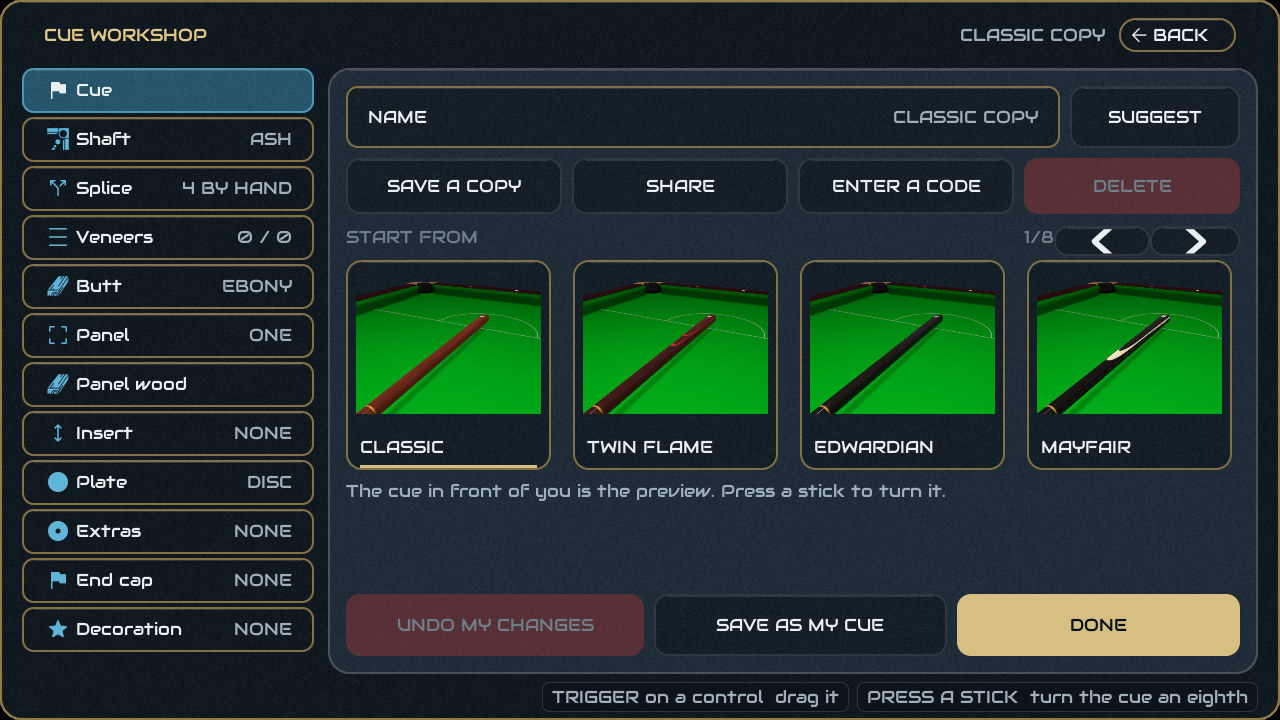 CUE WORKSHOP
CLASSIC COPY
← BACK
Cue
Shaft ASH
Splice 4 BY HAND
Veneers 0 / 0
Butt EBONY
Panel ONE
Panel wood
Insert NONE
Plate DISC
Extras NONE
End cap NONE
Decoration NONE
NAME CLASSIC COPY
SUGGEST
SAVE A COPY
SHARE
ENTER A CODE
DELETE
START FROM
1/8
CLASSIC
TWIN FLAME
EDWARDIAN
MAYFAIR
The cue in front of you is the preview. Press a stick to turn it.
UNDO MY CHANGES
SAVE AS MY CUE
DONE
TRIGGER on a control drag it
PRESS A STICK turn the cue an eighth